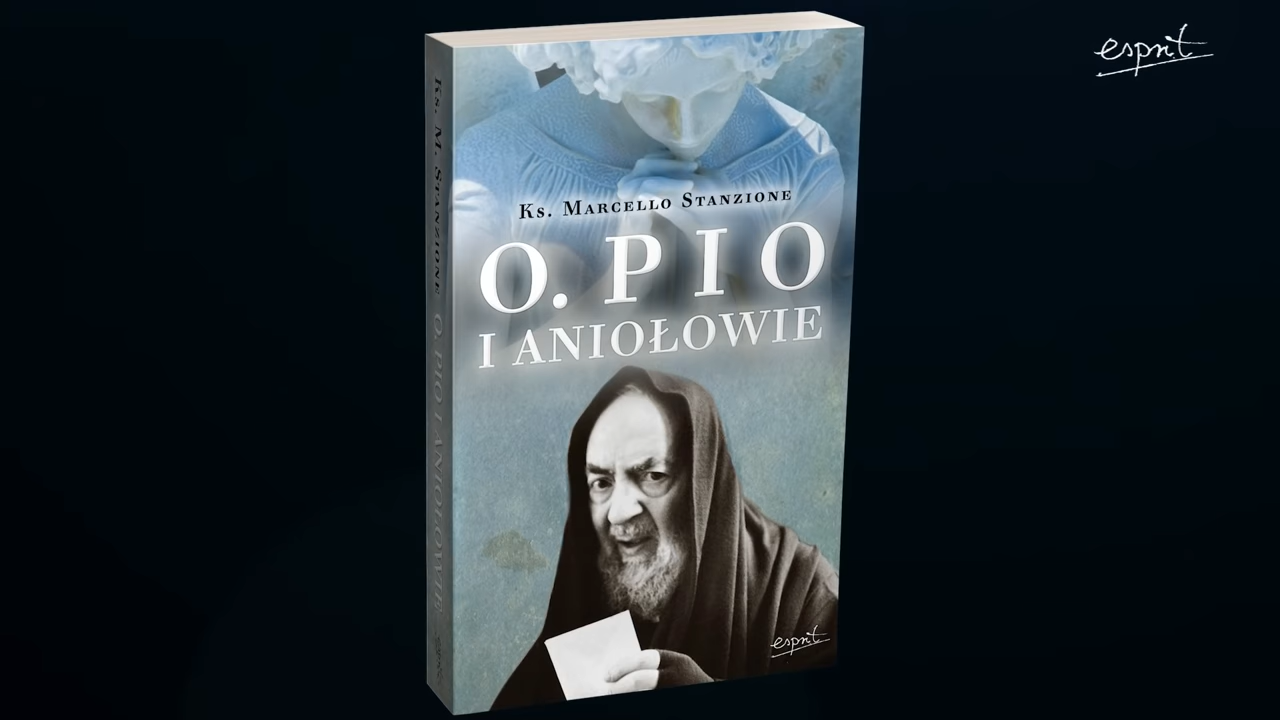 esprit
Ks. M. Stanzione O. PIO I ANIOŁOWIE
Ks. Marcello Stanzione
O. PIO
I ANIOŁOWIE
esprit